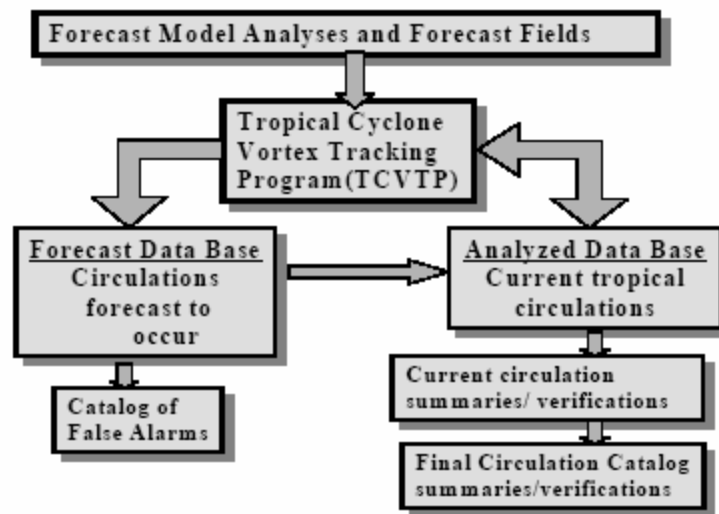 Forecast Model Analyses and Forecast Fields
Tropical Cyclone
Vortex Tracking
Program(TCVTP)
Forecast Data Base
Circulations
forecast to
occur
Analyzed Data Base
Current tropical
circulations
Catalog of
False Alarms
Current circulation
summaries/ verifications
Final Circulation Catalog
summaries/verifications